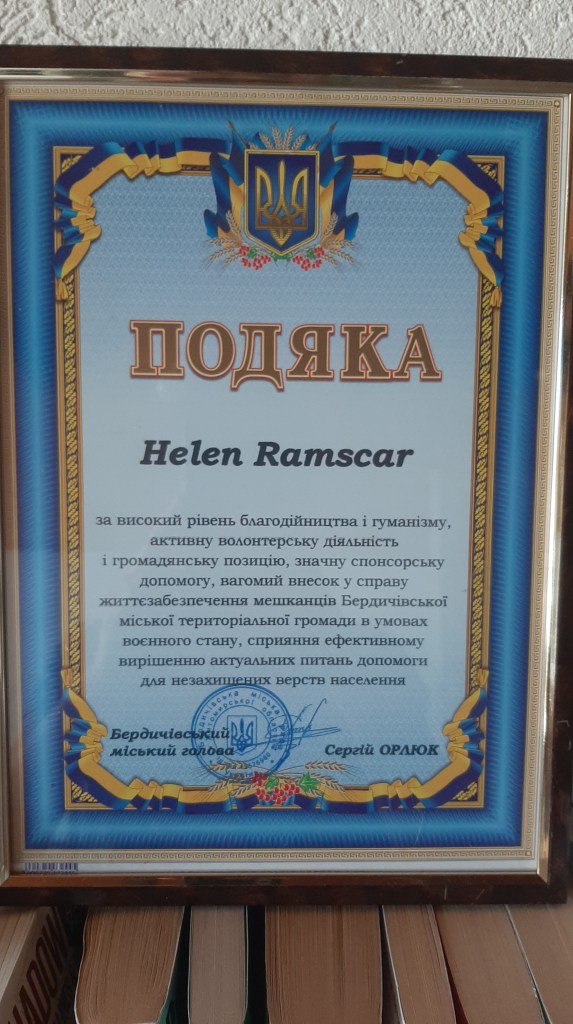 ПОДЯКА
Helen Ramscar
за високий рівень благодійництва і гуманізму,
активну волонтерську діяльність
і громадянську позицію, значну спонсорську
допомогу, вагомий внесок у справу
життєзабезпечення мешканців Бердичівської
міської територіальної громади в умовах
воєнного стану, сприяння ефективному
вирішенню актуальних питань допомоги
для незахищених верств населення
Бердичівський
міський голова
Сергій ОРЛЮК